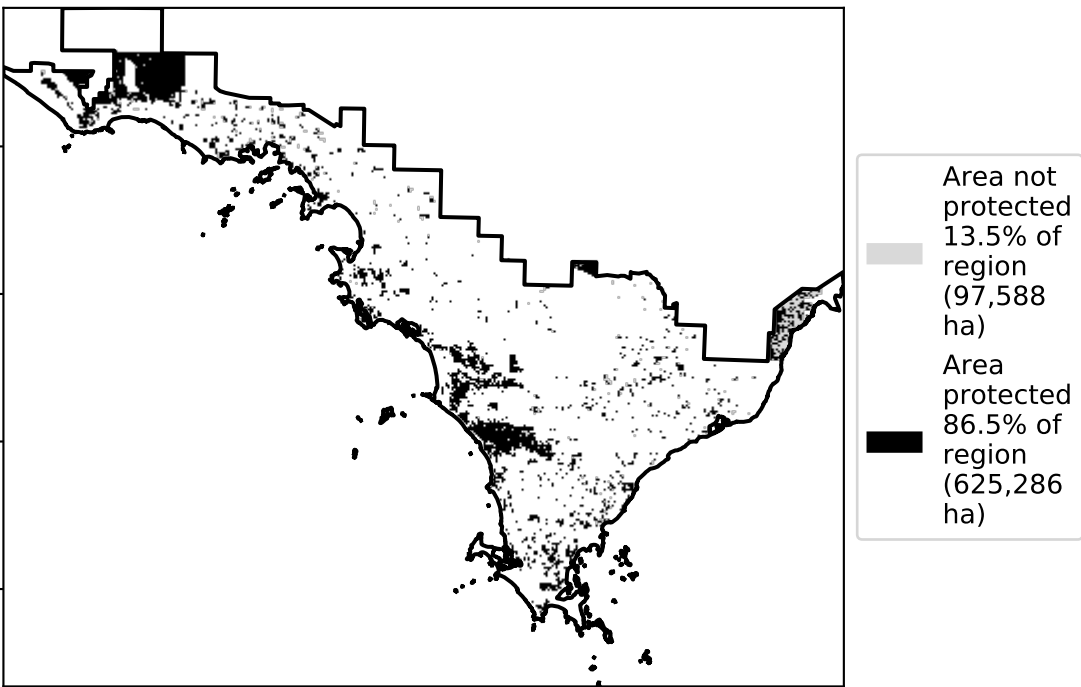 Area not
protected
13.5% of
region
(97,588
ha)
Area
protected
86.5% of
region
(625,286
ha)